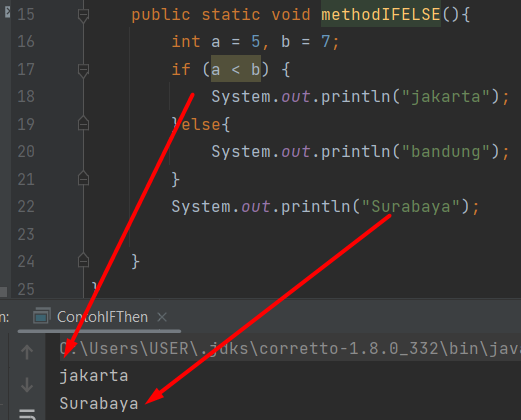 15 public static void methodIFELSE(){
16 int a = 5, b = 7;
17 if (a < b) {
18 System.out.println("jakarta");
19 }else{
20 System.out.println("bandung");
21 }
22 System.out.println("Surabaya");
23
24 }
25 }
n: ContohIFThen ×
C:\Users\USER\.jdks\corretto-1.8.0_332\bin\java
jakarta
Surabaya